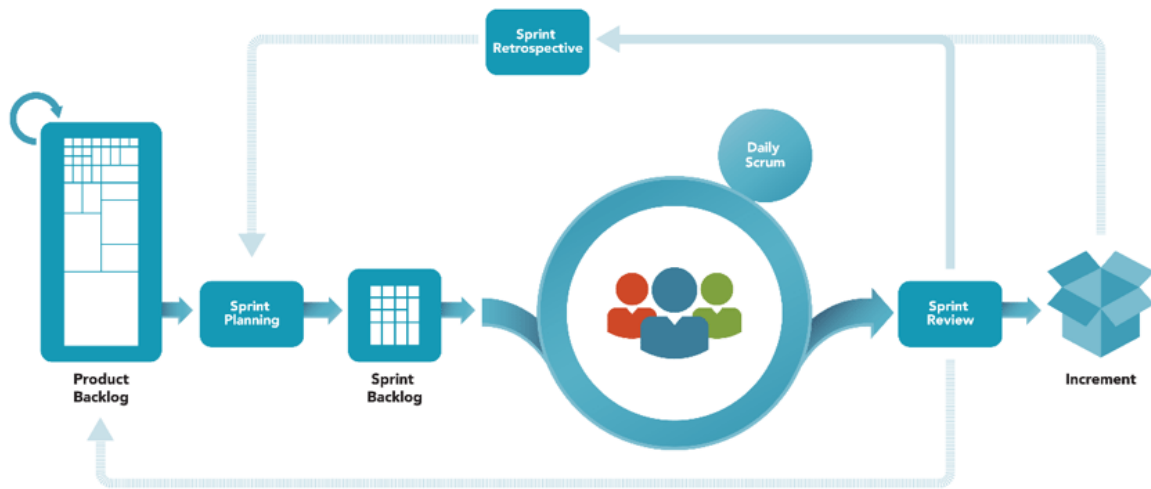 Sprint
Retrospective
Daily
Scrum
Sprint
Planning
Sprint
Review
Product
Backlog
Sprint
Backlog
Increment